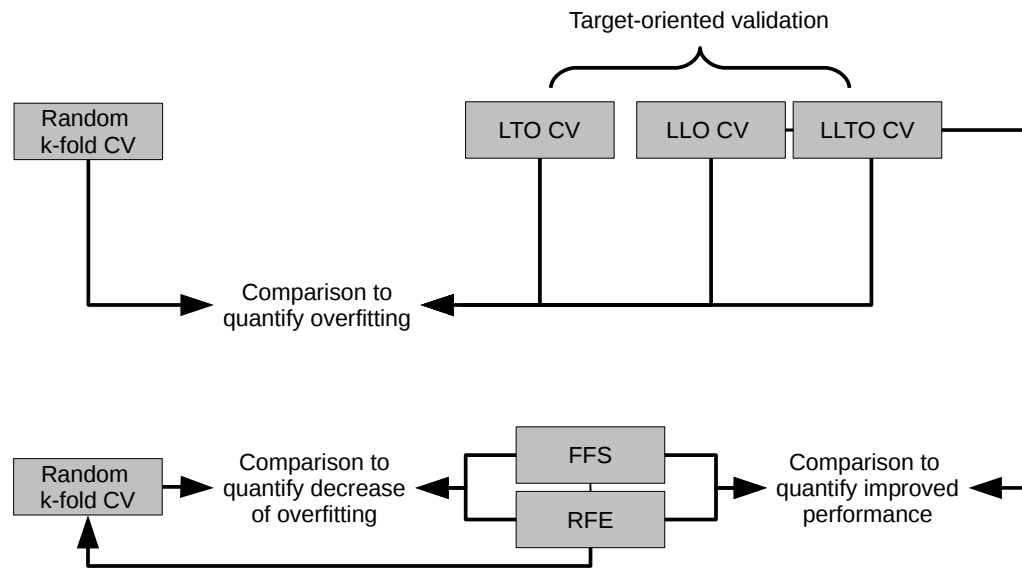 Target-oriented validation
Random
k-fold CV
LTO CV
LLO CV
LLTO CV
Comparison to
quantify overfitting
Random
k-fold CV
Comparison to
quantify decrease
of overfitting
FFS
RFE
Comparison to
quantify improved
performance